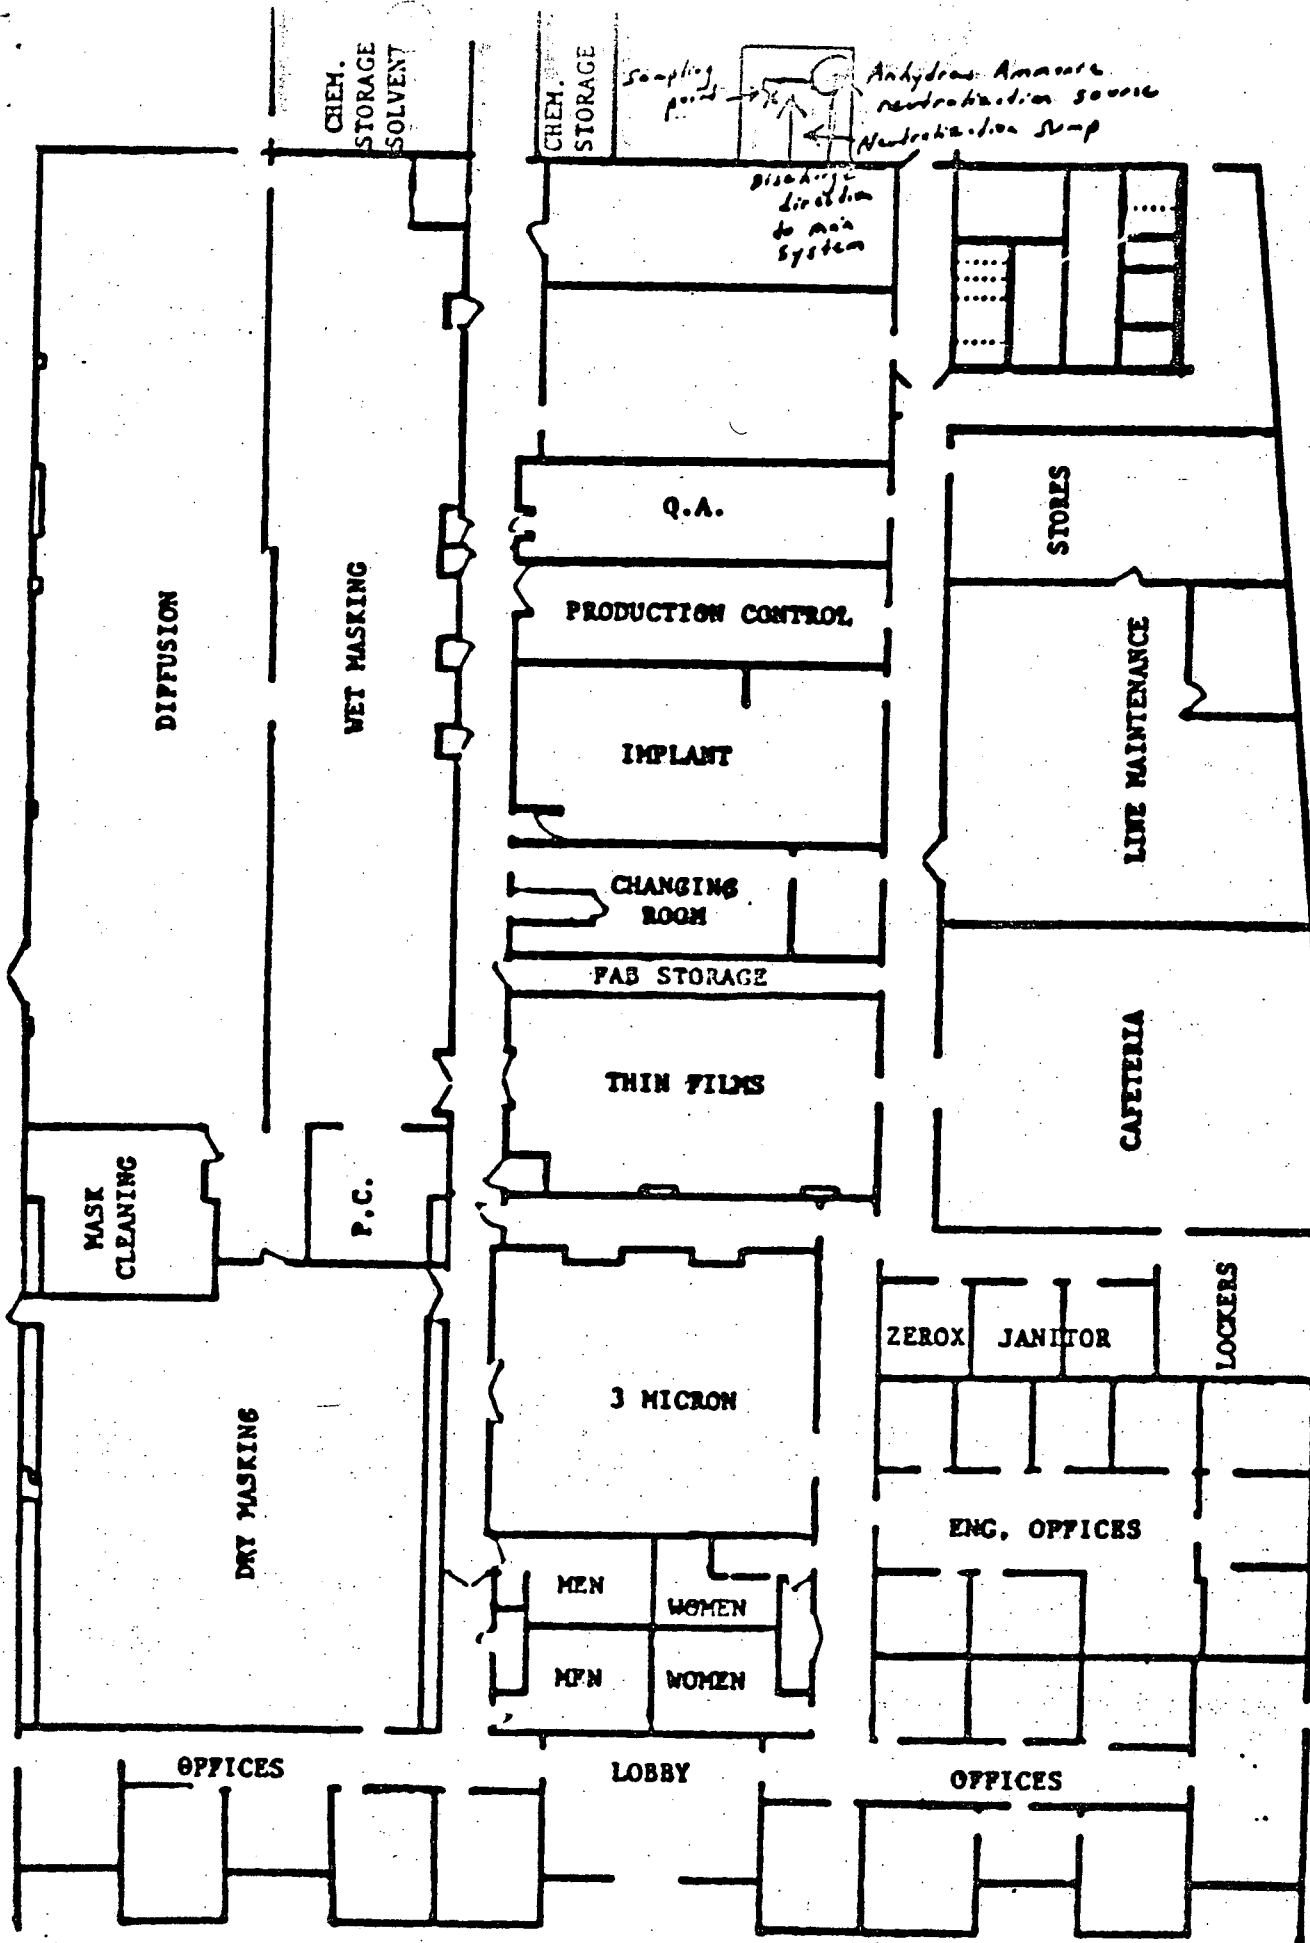 CHEM.
STORAGE
SOLVENT
CHEM.
STORAGE
Sampling
point
Anhydrous Ammonia
neutralization source
Neutralization Sump
Discharge
direction
to main
system
Q.A.
STORES
PRODUCTION CONTROL
DIFFUSION
WET MASKING
IMPLANT
LINE MAINTENANCE
CHANGING
ROOM
FAB STORAGE
THIN FILMS
CAFETERIA
MASK
CLEANING
P.C.
ZEROX
JANITOR
LOCKERS
3 MICRON
DRY MASKING
ENG. OFFICES
MEN
WOMEN
MEN
WOMEN
OFFICES
LOBBY
OFFICES